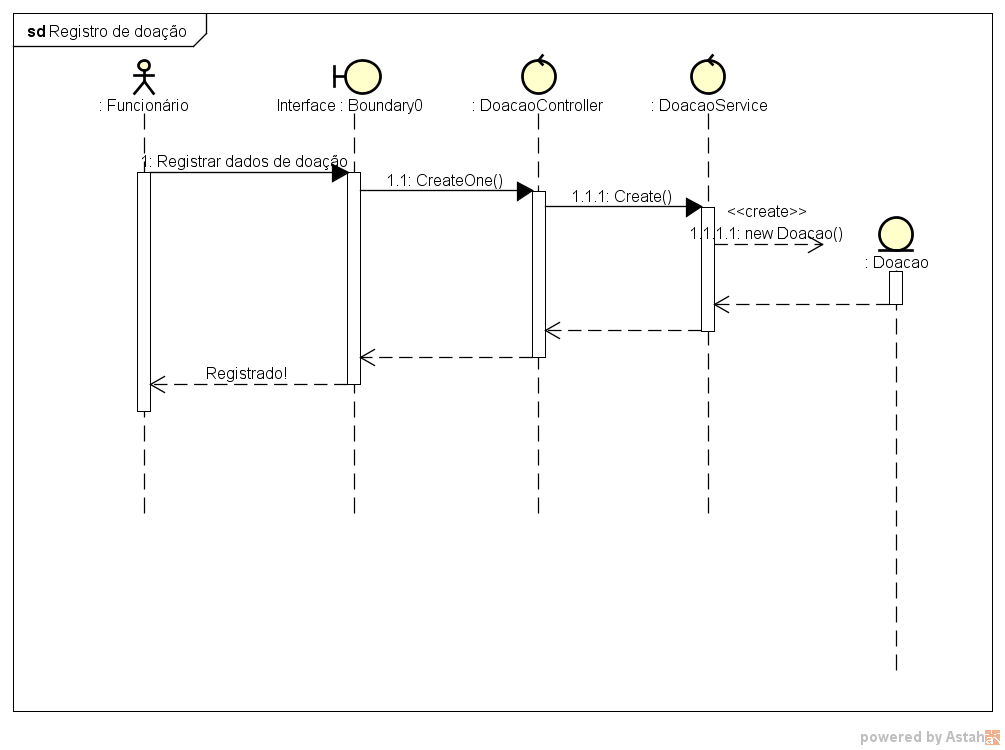 sd Registro de doação
: Funcionário
Interface : Boundary0
: DoacaoController
: DoacaoService
1: Registrar dados de doação
1.1: CreateOne()
1.1.1: Create()
<<create>>
1.1.1.1: new Doacao()
: Doacao
Registrado!
powered by Astah